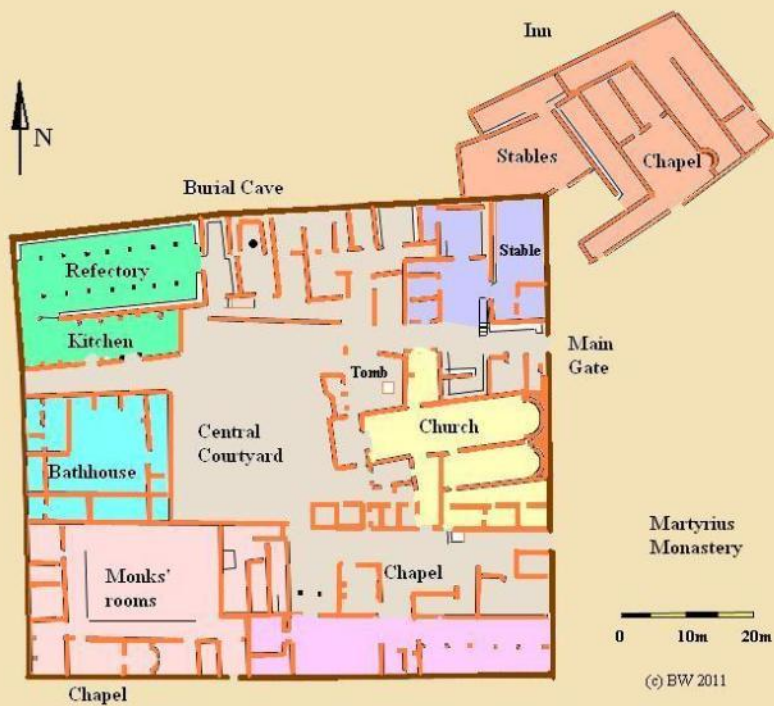 Inn
N
Stables
Chapel
Burial Cave
Refectory
Stable
Kitchen
Main
Gate
Tomb
Church
Central
Courtyard
Bathhouse
Martyrius
Monastery
Monks'
rooms
Chapel
0 10m 20m
(c) BW 2011
Chapel